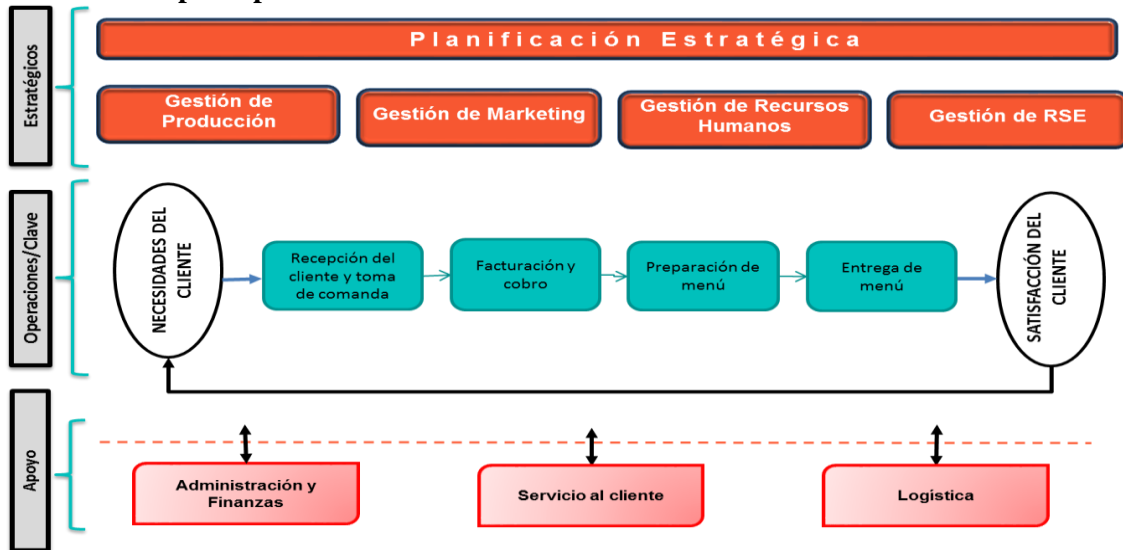 Estratégicos
Planificación Estratégica
Gestión de
Producción
Gestión de Marketing
Gestión de Recursos
Humanos
Gestión de RSE
Operaciones/Clave
NECESIDADES DEL
CLIENTE
Recepción del
cliente y toma
de comanda
Facturación y
cobro
Preparación de
menú
Entrega de
menú
SATISFACCIÓN DEL
CLIENTE
Apoyo
Administración y
Finanzas
Servicio al cliente
Logística